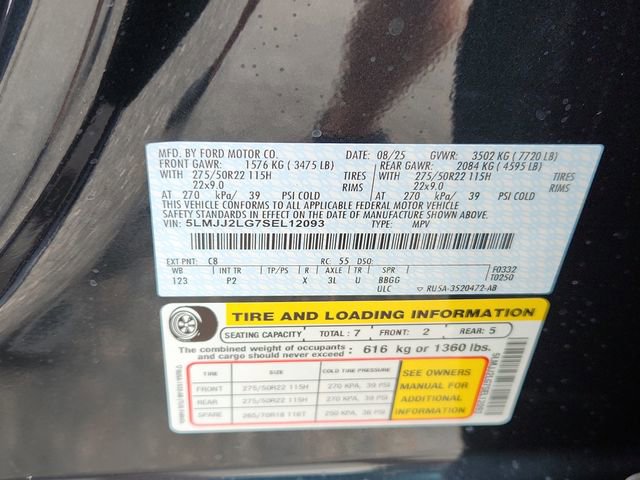 MFD. BY FORD MOTOR CO. DATE: 08/25 GVWR: 3502 KG ( 7720 LB)
FRONT GAWR: 1576 KG ( 3475 LB) REAR GAWR: 2084 KG ( 4595 LB)
WITH 275/50R22 115H TIRES WITH 275/50R22 115H TIRES
22x9.0 RIMS 22x9.0 RIMS
AT 270 kPa/ 39 PSI COLD AT 270 kPa/ 39 PSI COLD
THIS VEHICLE CONFORMS TO ALL APPLICABLE FEDERAL MOTOR VEHICLE
SAFETY, BUMPER, AND THEFT PREVENTION STANDARDS IN EFFECT ON THE DATE OF
VIN: 5LMJJ2LG7SEL12093 TYPE: MPV
EXT PNT: C8 RC: 55 DSO: F0332
WB INT TR TP/PS R AXLE TR SPR T0250
123 P2 X 3L U BBGG
ULC RU5A-3520472-AB
TIRE AND LOADING INFORMATION
SEATING CAPACITY TOTAL : 7 FRONT: 2 REAR: 5
The combined weight of occupants and cargo should never exceed : 616 kg or 1360 lbs.
TIRE SIZE COLD TIRE PRESSURE
FRONT 275/50R22 115H 270 KPA, 39 PSI
REAR 275/50R22 115H 270 KPA, 39 PSI
SPARE 265/70R18 116T 250 KPA, 36 PSI
SEE OWNERS
MANUAL FOR
ADDITIONAL
INFORMATION
5LMJJ2LG7SEL12093